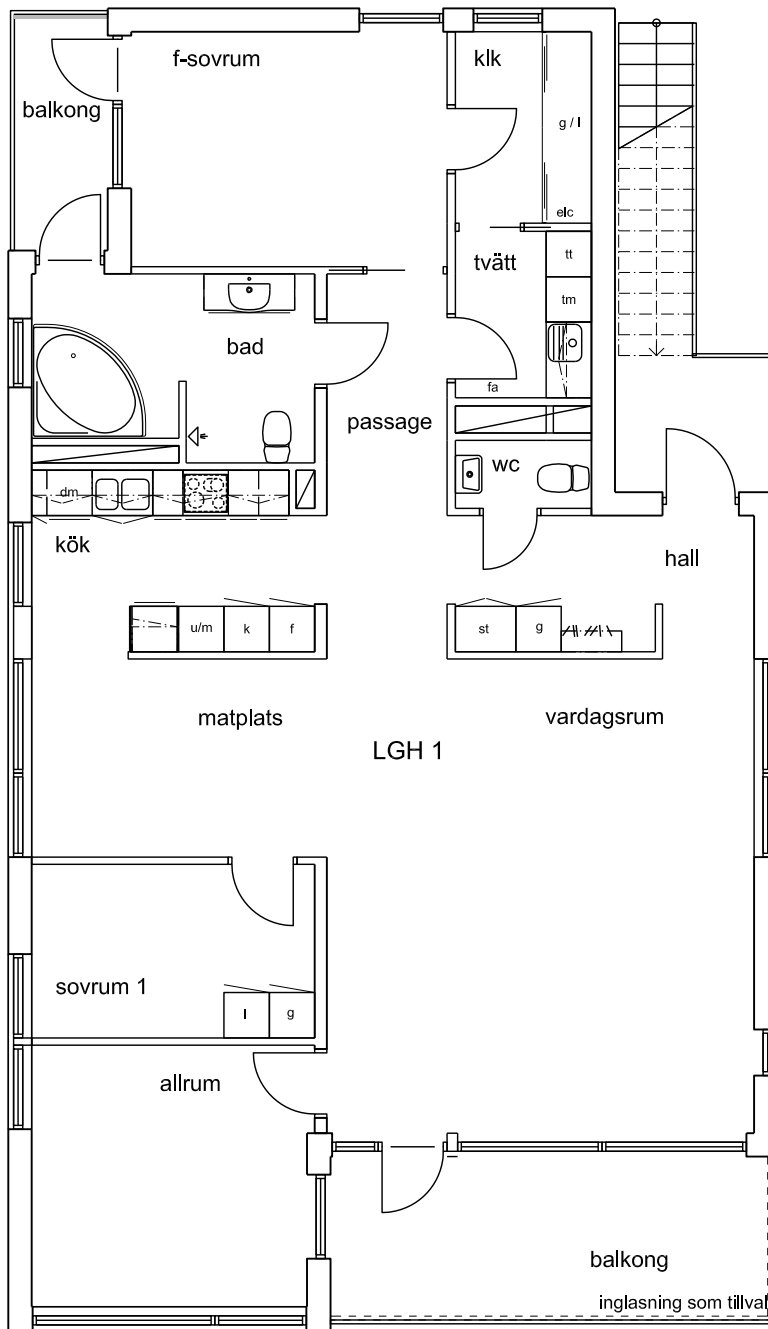 f-sovrum
klk
balkong
g / l
elc
tvätt
tt
tm
bad
fa
passage
wc
dm
kök
hall
u/m
k
f
st
g
matplats
vardagsrum
LGH 1
sovrum 1
l
g
allrum
balkong
inglasning som tillval